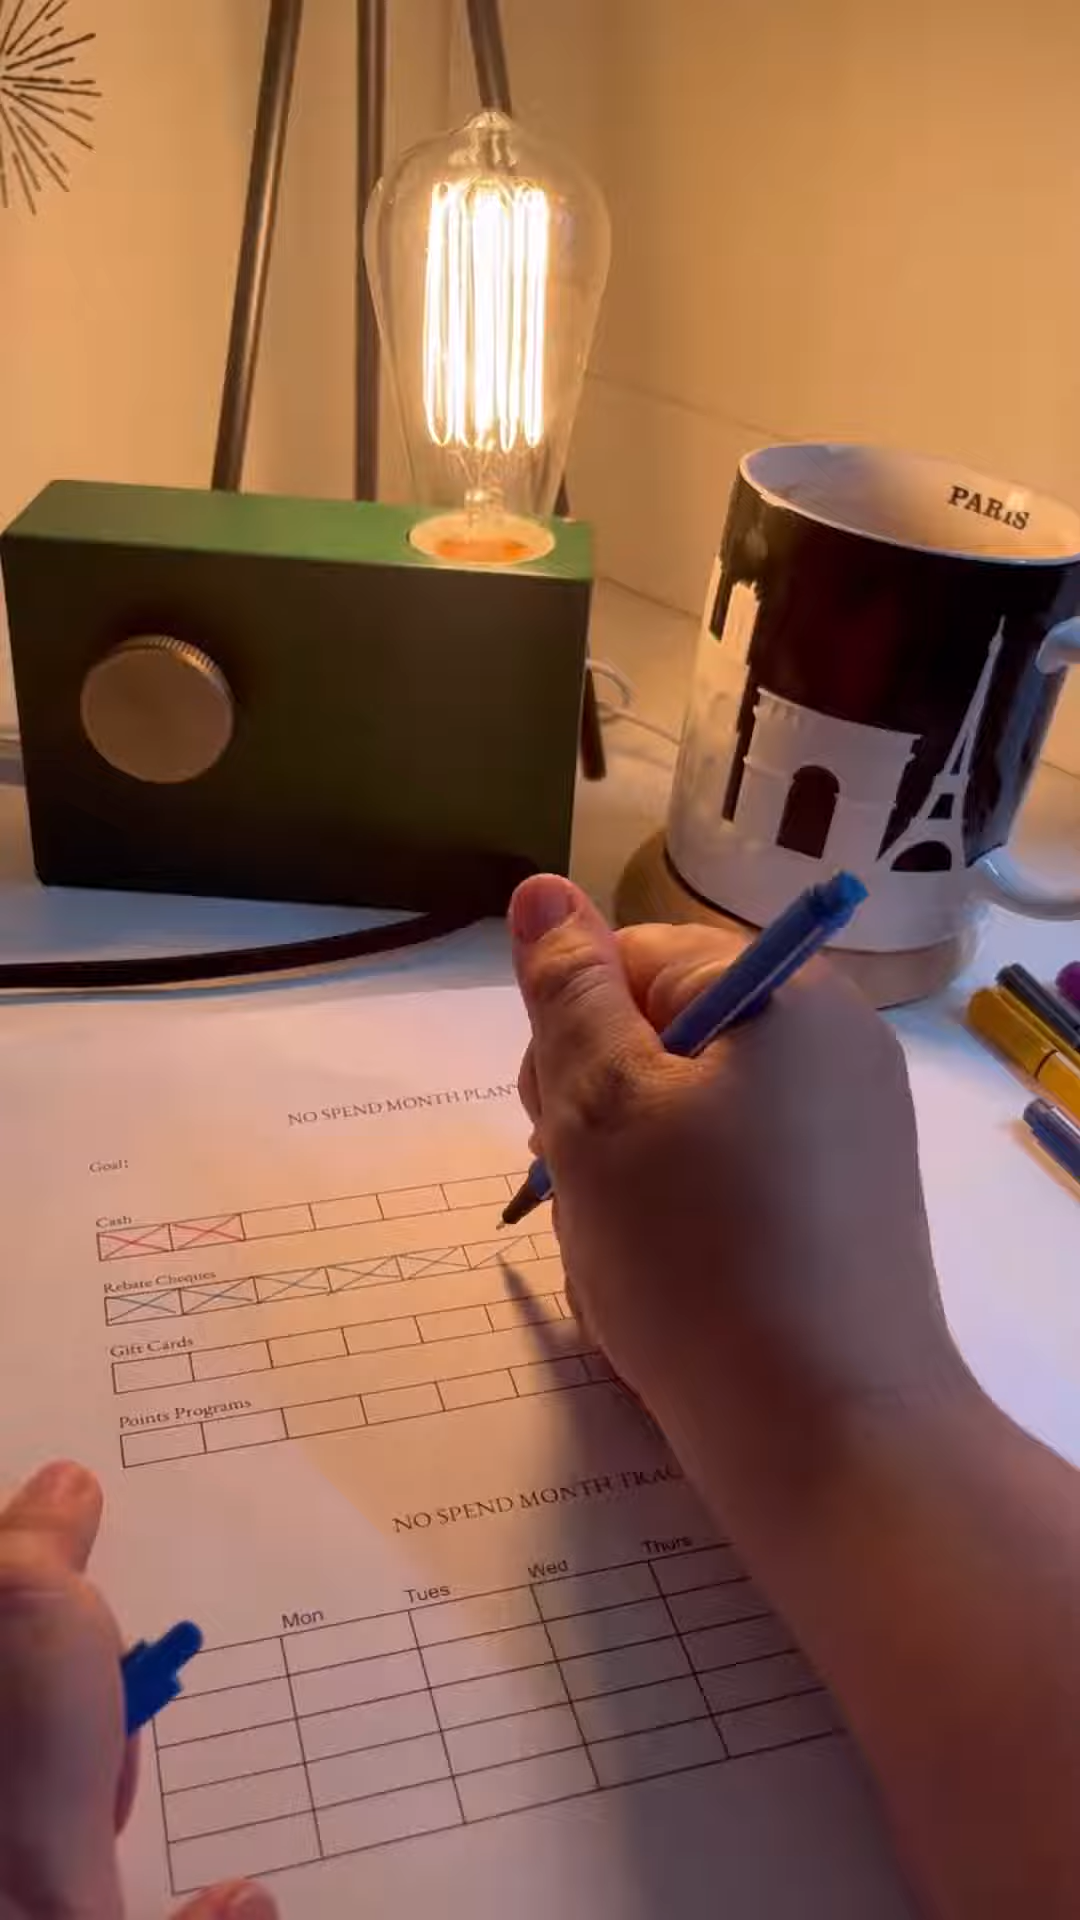 PARIS
NO SPEND MONTH PLAN
Goal:
Cash
Rebate Cheques
Gift Cards
Points Programs
NO SPEND MONTH TRAC
Mon Tues Wed Thurs